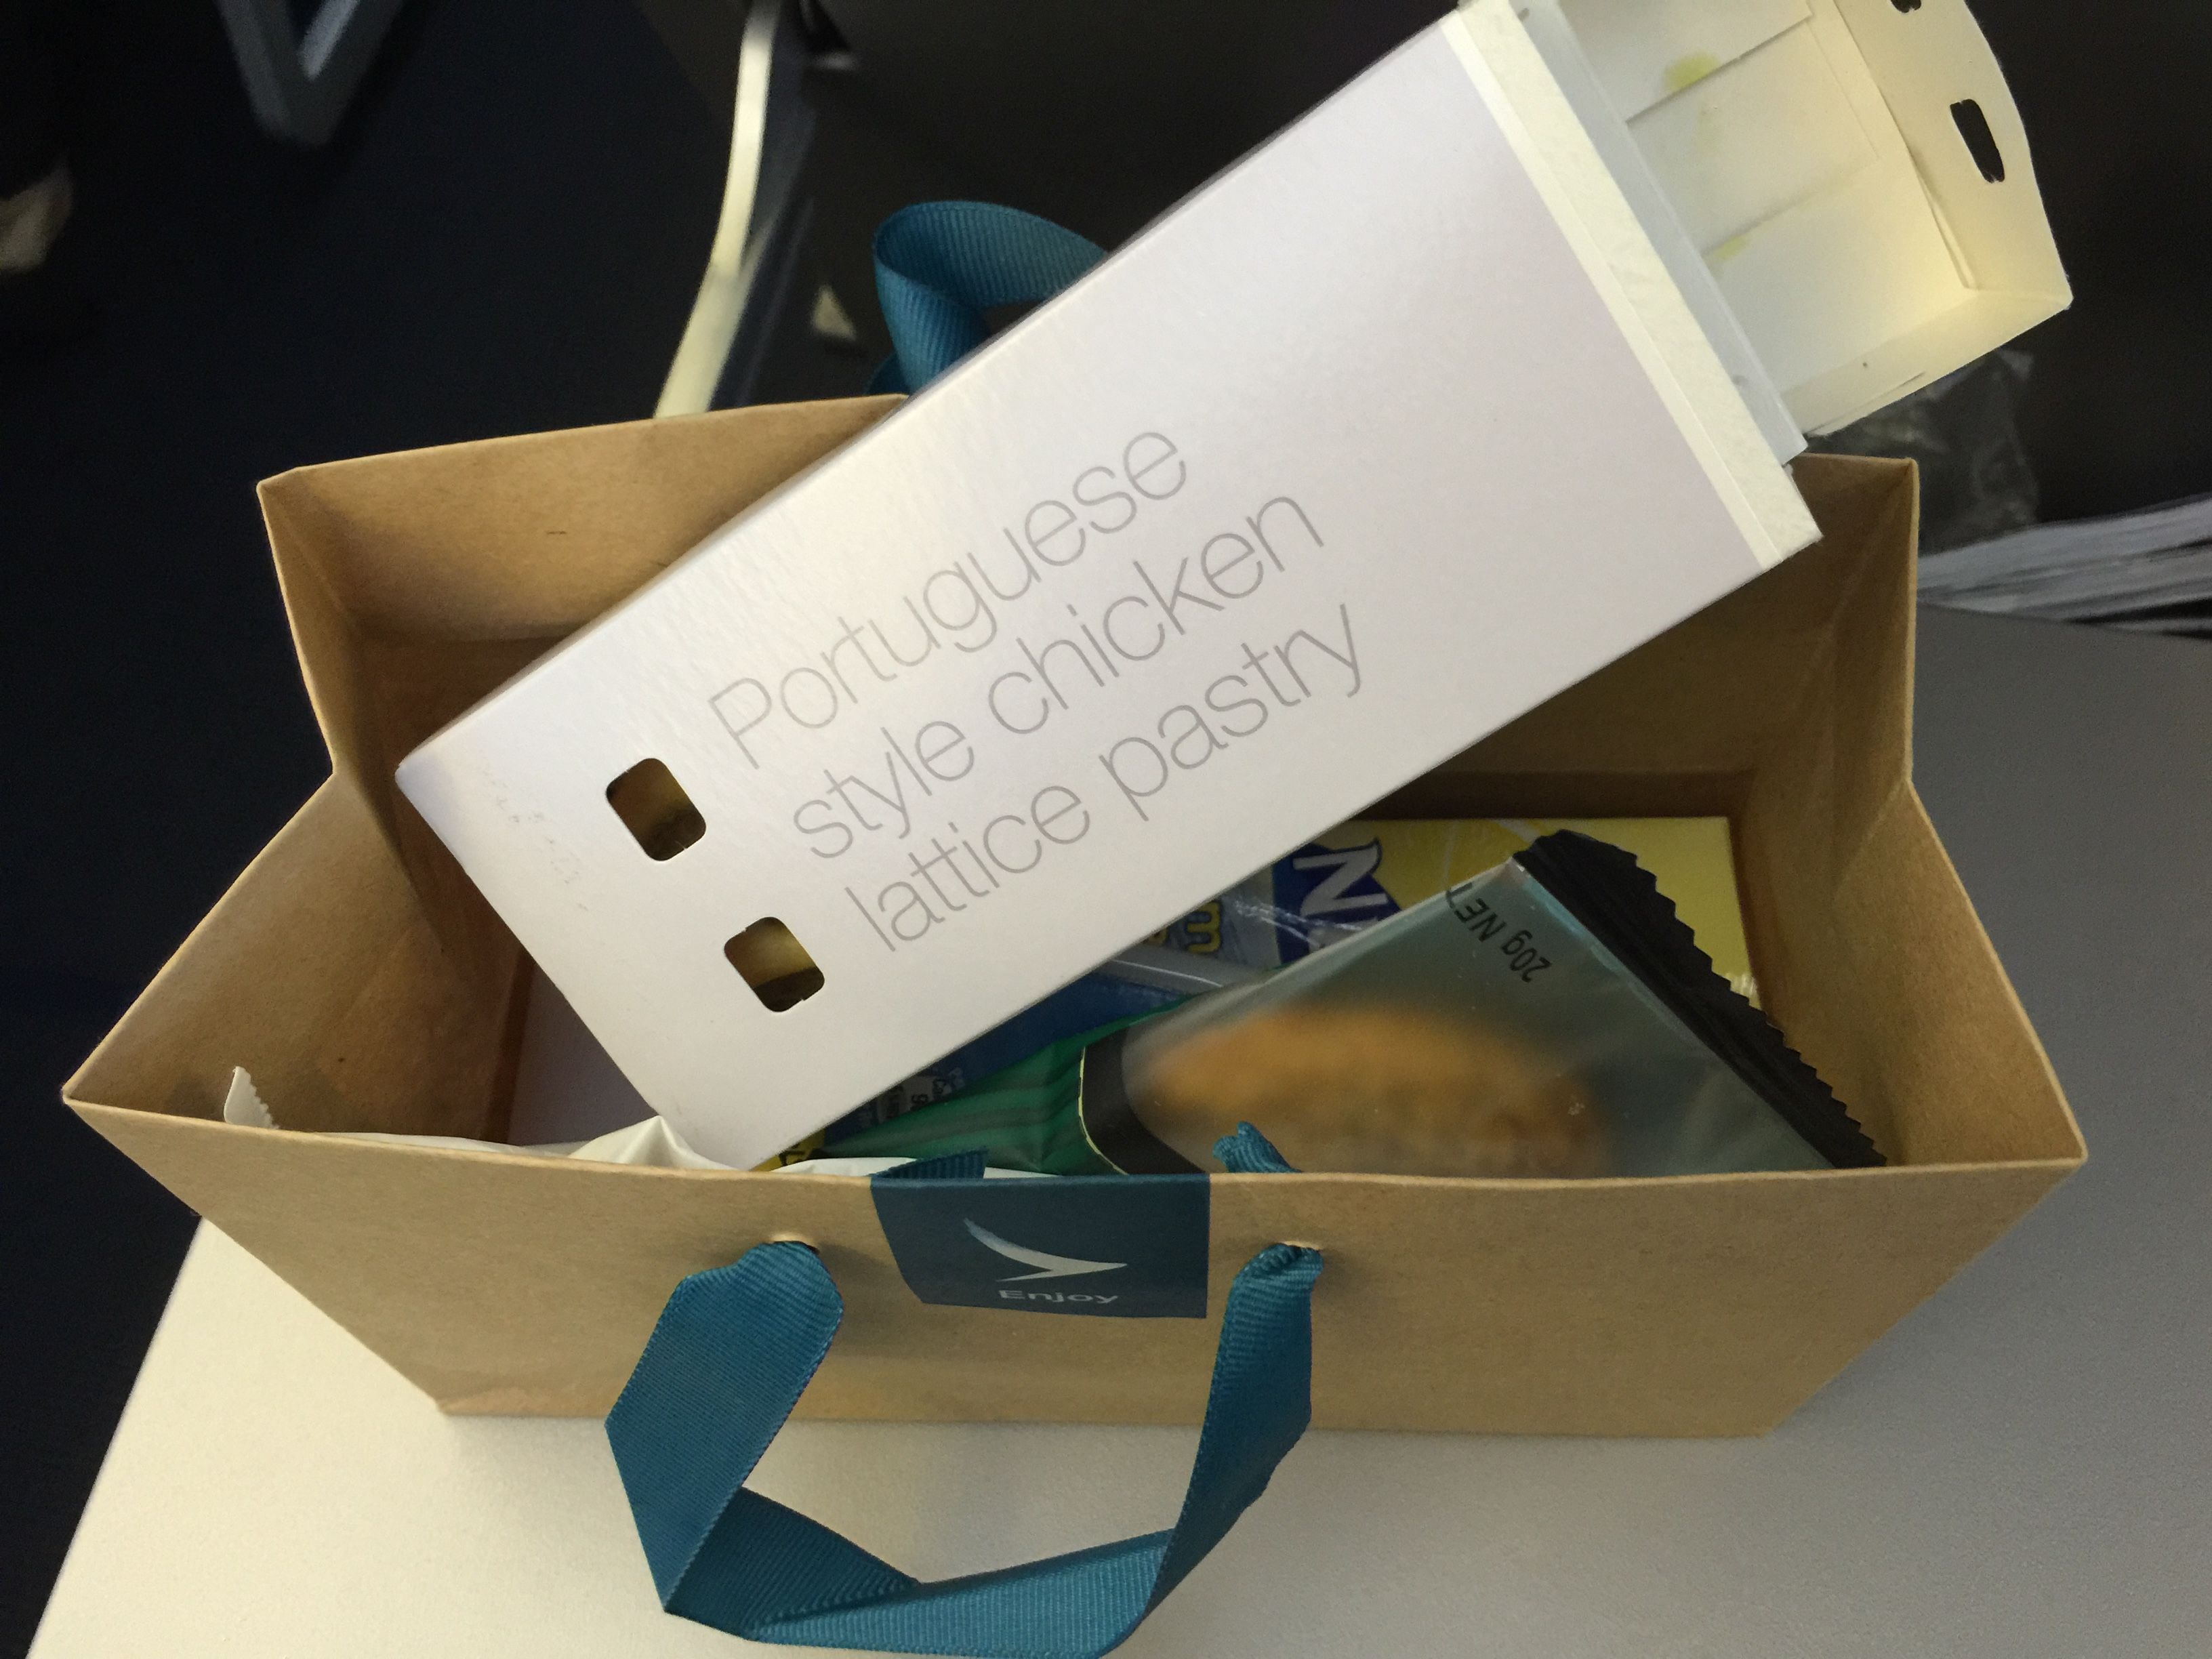 Portuguese
style chicken
lattice pastry
20g NET
Enjoy